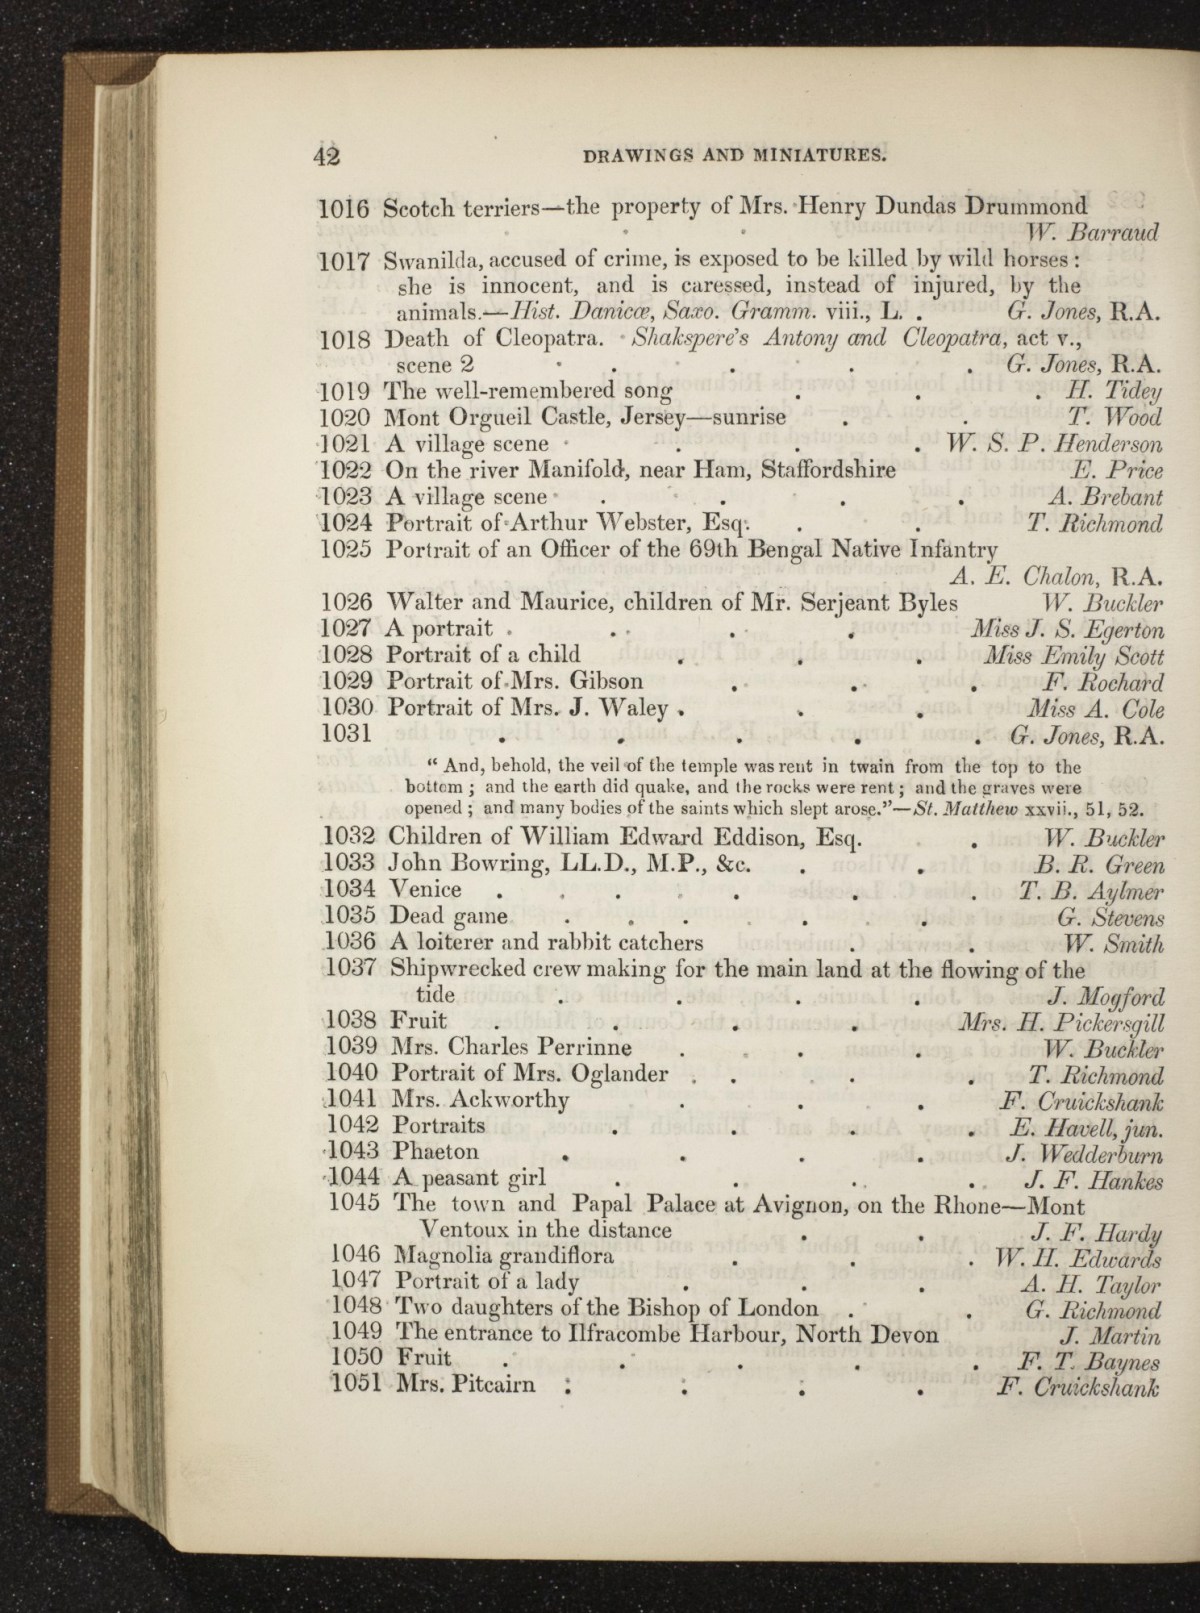 42 DRAWINGS AND MINIATURES.
1016 Scotch terriers—the property of Mrs. Henry Dundas Drummond
W. Barraud
1017 Swanilda, accused of crime, is exposed to be killed by wild horses:
she is innocent, and is caressed, instead of injured, by the
animals.—Hist. Danicœ, Saxo. Gramm. viii., L. . G. Jones, R.A.
1018 Death of Cleopatra. Shakspere's Antony and Cleopatra, act v.,
scene 2 . . . . G. Jones, R.A.
1019 The well-remembered song . . . H. Tidey
1020 Mont Orgueil Castle, Jersey—sunrise . . T. Wood
1021 A village scene . . . W. S. P. Henderson
1022 On the river Manifold, near Ham, Staffordshire E. Price
1023 A village scene . . . . A. Brebant
1024 Portrait of Arthur Webster, Esq. . . T. Richmond
1025 Portrait of an Officer of the 69th Bengal Native Infantry
A. E. Chalon, R.A.
1026 Walter and Maurice, children of Mr. Serjeant Byles W. Buckler
1027 A portrait . . . . Miss J. S. Egerton
1028 Portrait of a child . . . Miss Emily Scott
1029 Portrait of Mrs. Gibson . . . F. Rochard
1030 Portrait of Mrs. J. Waley . . . Miss A. Cole
1031 . . . . . G. Jones, R.A.
“ And, behold, the veil of the temple was rent in twain from the top to the
bottom ; and the earth did quake, and the rocks were rent ; and the graves were
opened ; and many bodies of the saints which slept arose.”—St. Matthew xxvii., 51, 52.
1032 Children of William Edward Eddison, Esq. . W. Buckler
1033 John Bowring, LL.D., M.P., &c. . . B. R. Green
1034 Venice . . . . . T. B. Aylmer
1035 Dead game . . . . G. Stevens
1036 A loiterer and rabbit catchers . . W. Smith
1037 Shipwrecked crew making for the main land at the flowing of the
tide . . . . J. Mogford
1038 Fruit . . . . Mrs. H. Pickersgill
1039 Mrs. Charles Perrinne . . . W. Buckler
1040 Portrait of Mrs. Oglander . . . . T. Richmond
1041 Mrs. Ackworthy . . . F. Cruickshank
1042 Portraits . . . . E. Havell, jun.
1043 Phaeton . . . . J. Wedderburn
1044 A peasant girl . . . . J. F. Hankes
1045 The town and Papal Palace at Avignon, on the Rhone—Mont
Ventoux in the distance . . J. F. Hardy
1046 Magnolia grandiflora . . . W. H. Edwards
1047 Portrait of a lady . . . A. H. Taylor
1048 Two daughters of the Bishop of London . . G. Richmond
1049 The entrance to Ilfracombe Harbour, North Devon J. Martin
1050 Fruit . . . . . F. T. Baynes
1051 Mrs. Pitcairn . . . . F. Cruickshank